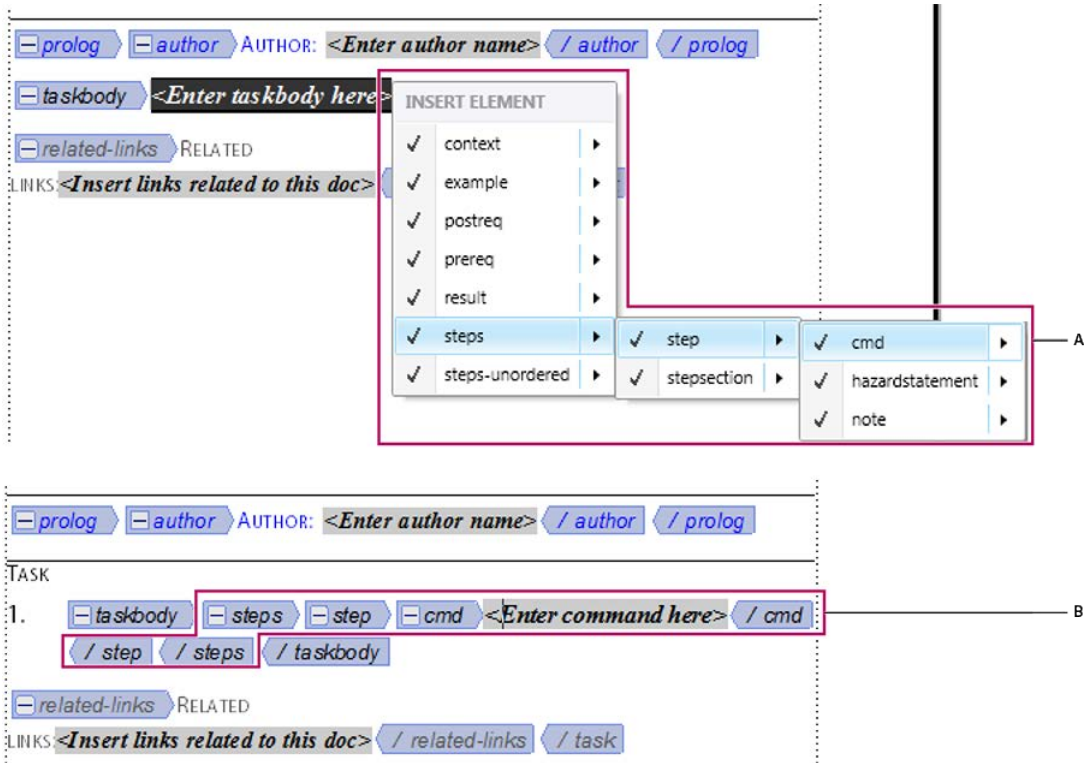 prolog author AUTHOR: <Enter author name> / author / prolog
taskbody <Enter taskbody here>
INSERT ELEMENT
related-links RELATED
LINKS:<Insert links related to this doc>
context
example
postreq
prereq
result
steps
steps-unordered
step
stepsection
cmd
hazardstatement
note
A
prolog author AUTHOR: <Enter author name> / author / prolog
TASK
1. taskbody steps step cmd <Enter command here> / cmd
B
/ step / steps / taskbody
related-links RELATED
LINKS:<Insert links related to this doc> / related-links / task